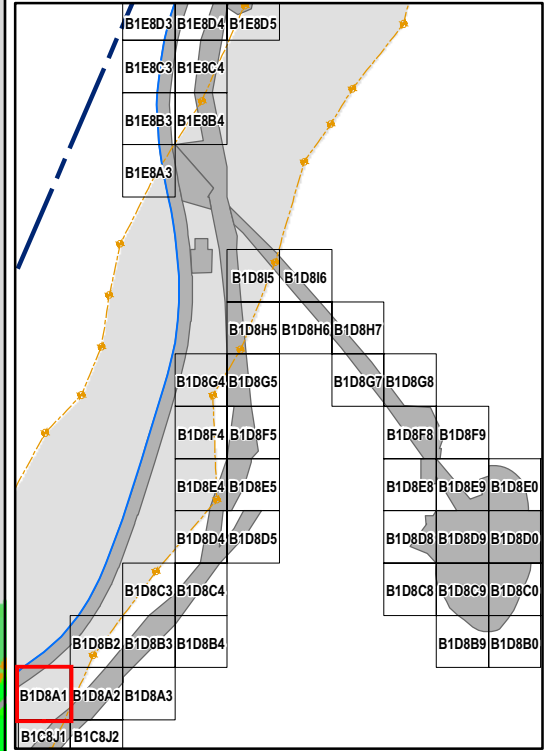 B1E8D3 B1E8D4 B1E8D5
B1E8C3 B1E8C4
B1E8B3 B1E8B4
B1E8A3
B1D8I5 B1D8I6
B1D8H5 B1D8H6 B1D8H7
B1D8G4 B1D8G5 B1D8G7 B1D8G8
B1D8F4 B1D8F5 B1D8F8 B1D8F9
B1D8E4 B1D8E5 B1D8E8 B1D8E9 B1D8E0
B1D8D4 B1D8D5 B1D8D8 B1D8D9 B1D8D0
B1D8C3 B1D8C4 B1D8C8 B1D8C9 B1D8C0
B1D8B2 B1D8B3 B1D8B4 B1D8B9 B1D8B0
B1D8A1 B1D8A2 B1D8A3
B1C8J1 B1C8J2